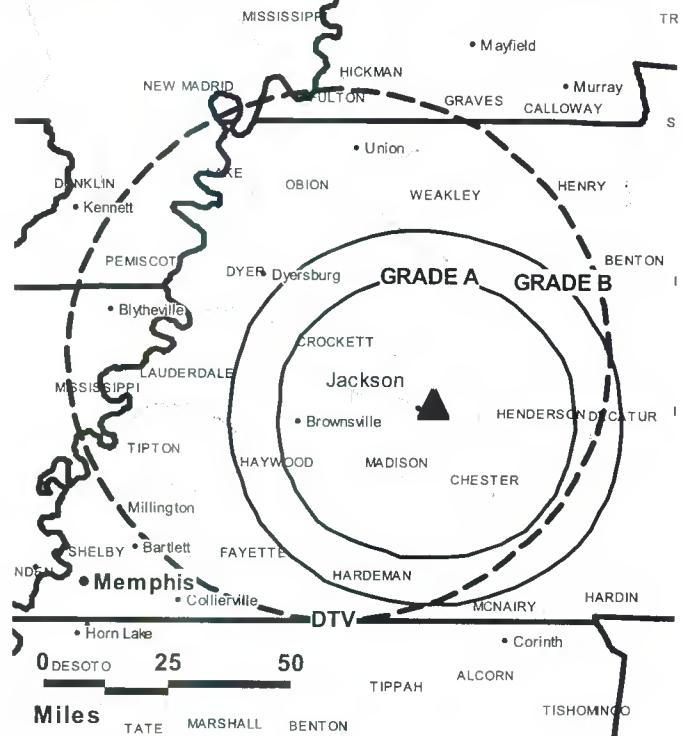 MISSISSIPPI
TR
Mayfield
HICKMAN
NEW MADRID
Murray
FULTON
GRAVES
CALLOWAY
S
Union
LAKE
DUNKLIN
OBION
HENRY
WEAKLEY
Kennett
PEMISCOT
BENTON
DYER
Dyersburg
GRADE A
GRADE B
I
Blytheville
CROCKETT
LAUDERDALE
Jackson
MISSISSIPPI
HENDERSON
DECATUR
I
Brownsville
TIPTON
HAYWOOD
MADISON
CHESTER
Millington
SHELBY
Bartlett
FAYETTE
NDEN
HARDEMAN
Memphis
Collierville
MCNAIRY
HARDIN
DTV
Horn Lake
Corinth
0
DESOTO
25
50
ALCORN
TIPPAH
Miles
TISHOMINGO
TATE
MARSHALL
BENTON